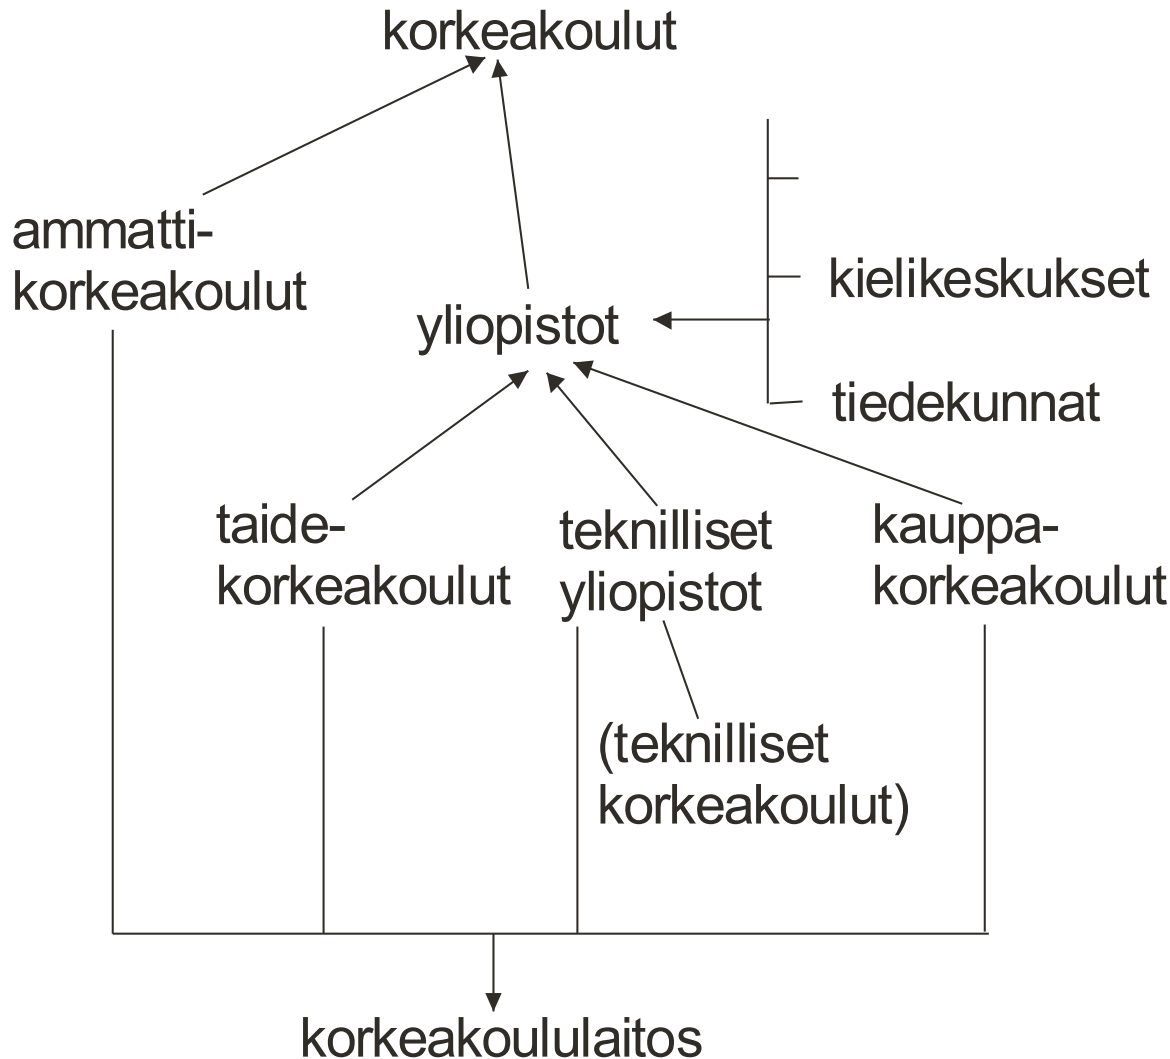 korkeakoulut
ammatti-
korkeakoulut
kielikeskukset
yliopistot
tiedekunnat
taide-
korkeakoulut
teknilliset
yliopistot
kauppa-
korkeakoulut
(teknilliset
korkeakoulut)
korkeakoululaitos